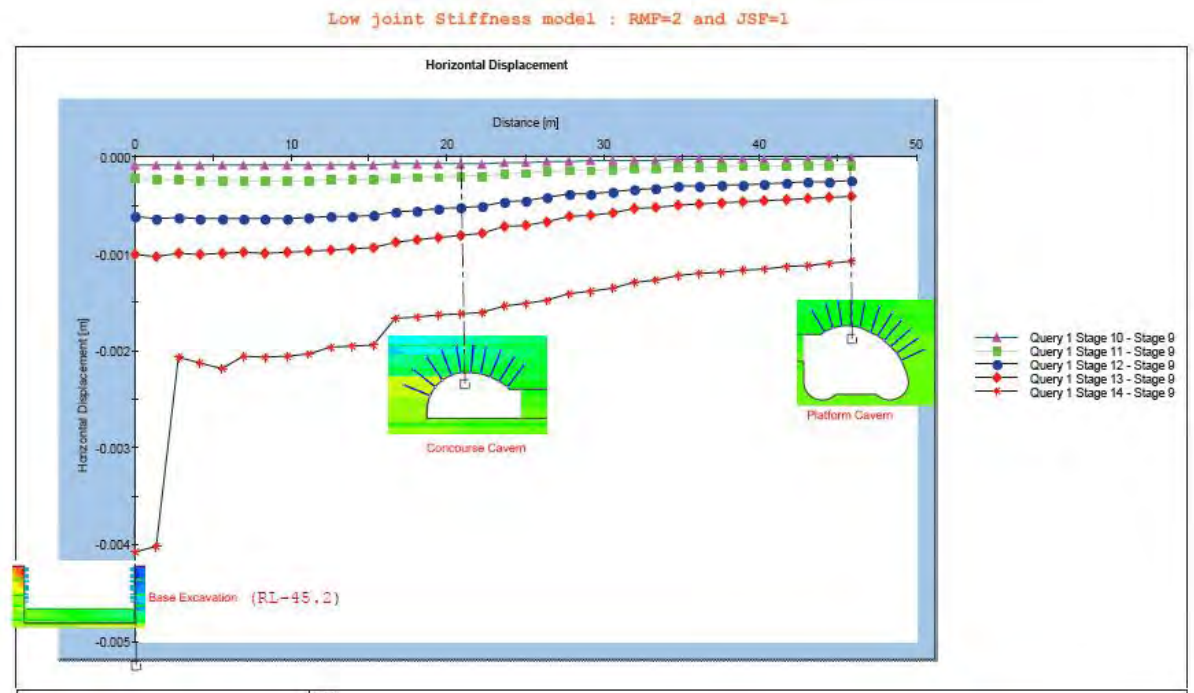 Low joint Stiffness model : RMF=2 and JSF=1
Horizontal Displacement
Distance [m]
0 10 20 30 40 50
0.000
-0.001
-0.002
-0.003
-0.004
-0.005
Horizontal Displacement [m]
Query 1 Stage 10 - Stage 9
Query 1 Stage 11 - Stage 9
Query 1 Stage 12 - Stage 9
Query 1 Stage 13 - Stage 9
Query 1 Stage 14 - Stage 9
Platform Cavern
Concourse Cavern
Base Excavation (RL-45.2)